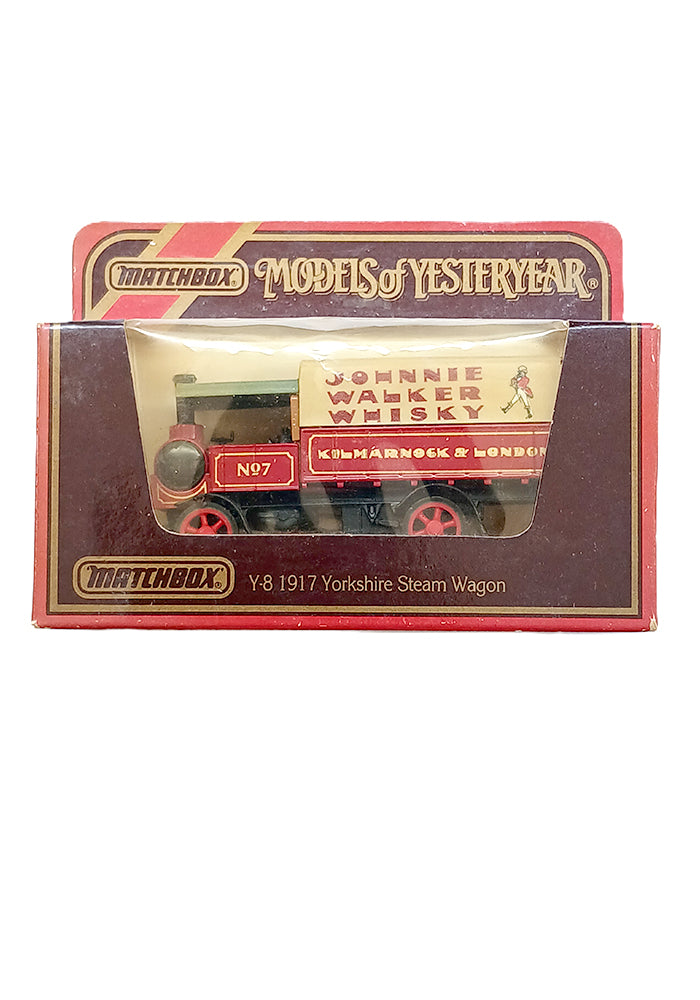 MATCHBOX MODELS of YESTERYEAR®
JOHNNIE
WALKER
WHISKY
KILMARNOCK & LONDON
No7
MATCHBOX® Y-8 1917 Yorkshire Steam Wagon